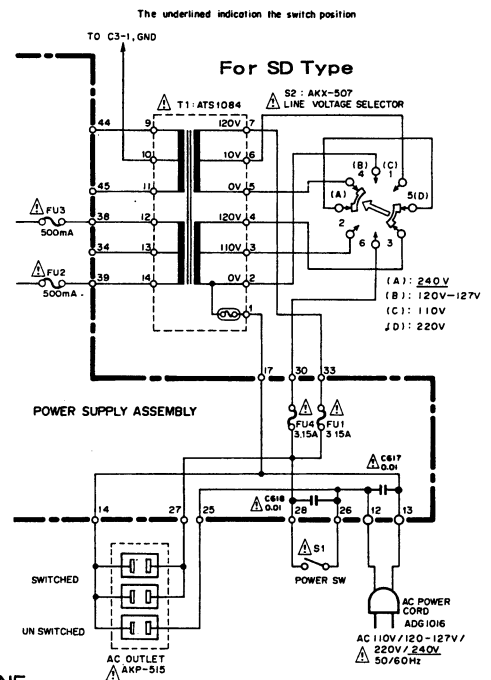 The underlined indication the switch position
TO C3-1,GND
For SD Type
T1: ATS1084
S2 : AKX-507
LINE VOLTAGE SELECTOR
44
9
120V
7
10
10V
6
(B)
4
(C)
1
45
11
0V
5
(A)
5(D)
FU3
500mA
38
12
120V
4
2
6
3
34
13
110V
3
FU2
500mA
39
14
0V
2
1
(A): 240V
(B): 120V-127V
(C): 110V
(D): 220V
17
30
33
POWER SUPPLY ASSEMBLY
FU4
3.15A
FU1
3.15A
C617
0.01
C618
0.01
14
27
25
28
26
12
13
S1
POWER SW
SWITCHED
UN SWITCHED
AC POWER
CORD
ADG1016
AC 110V/120-127V/
220V/240V
50/60Hz
AC OUTLET
AKP-515